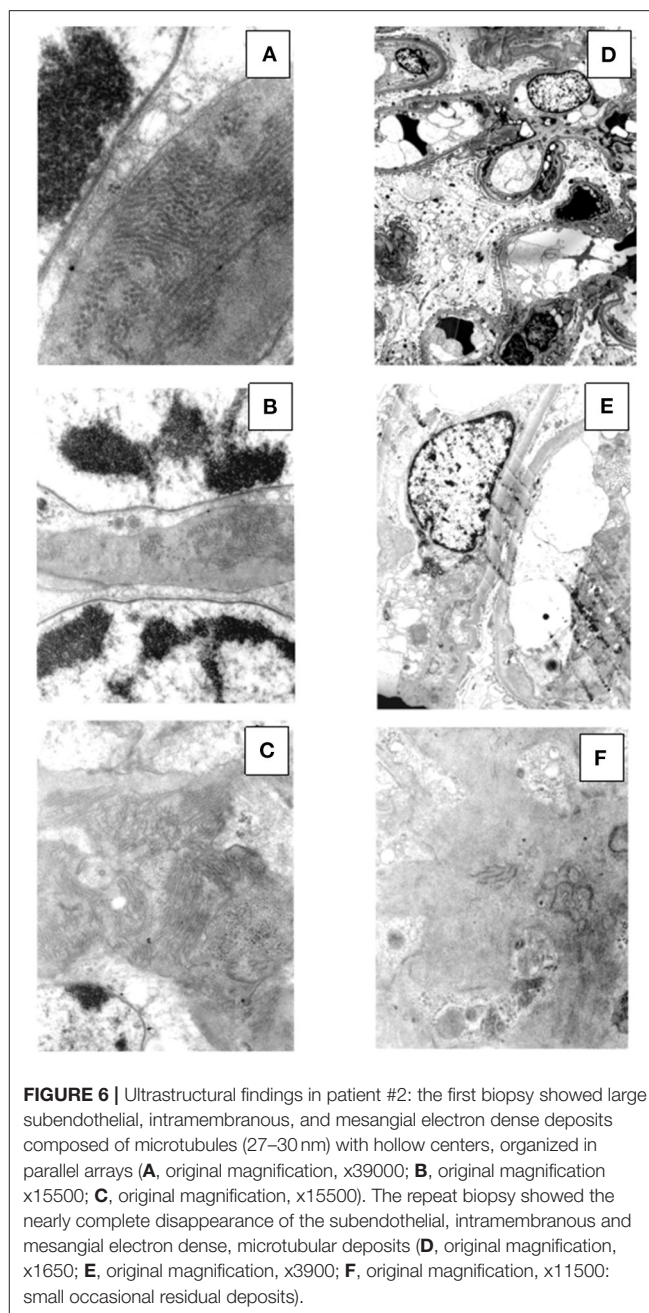 A
D
B
E
C
F
FIGURE 6 | Ultrastructural findings in patient #2: the first biopsy showed large
subendothelial, intramembranous, and mesangial electron dense deposits
composed of microtubules (27–30 nm) with hollow centers, organized in
parallel arrays (A, original magnification, x39000; B, original magnification
x15500; C, original magnification, x15500). The repeat biopsy showed the
nearly complete disappearance of the subendothelial, intramembranous and
mesangial electron dense, microtubular deposits (D, original magnification,
x1650; E, original magnification, x3900; F, original magnification, x11500:
small occasional residual deposits).